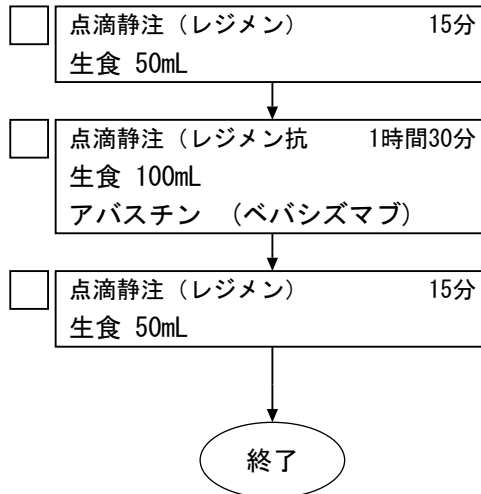 点滴静注（レジメン） 15分
生食 50mL
点滴静注（レジメン抗 1時間30分
生食 100mL
アバスチン （ベバシズマブ）
点滴静注（レジメン） 15分
生食 50mL
終了